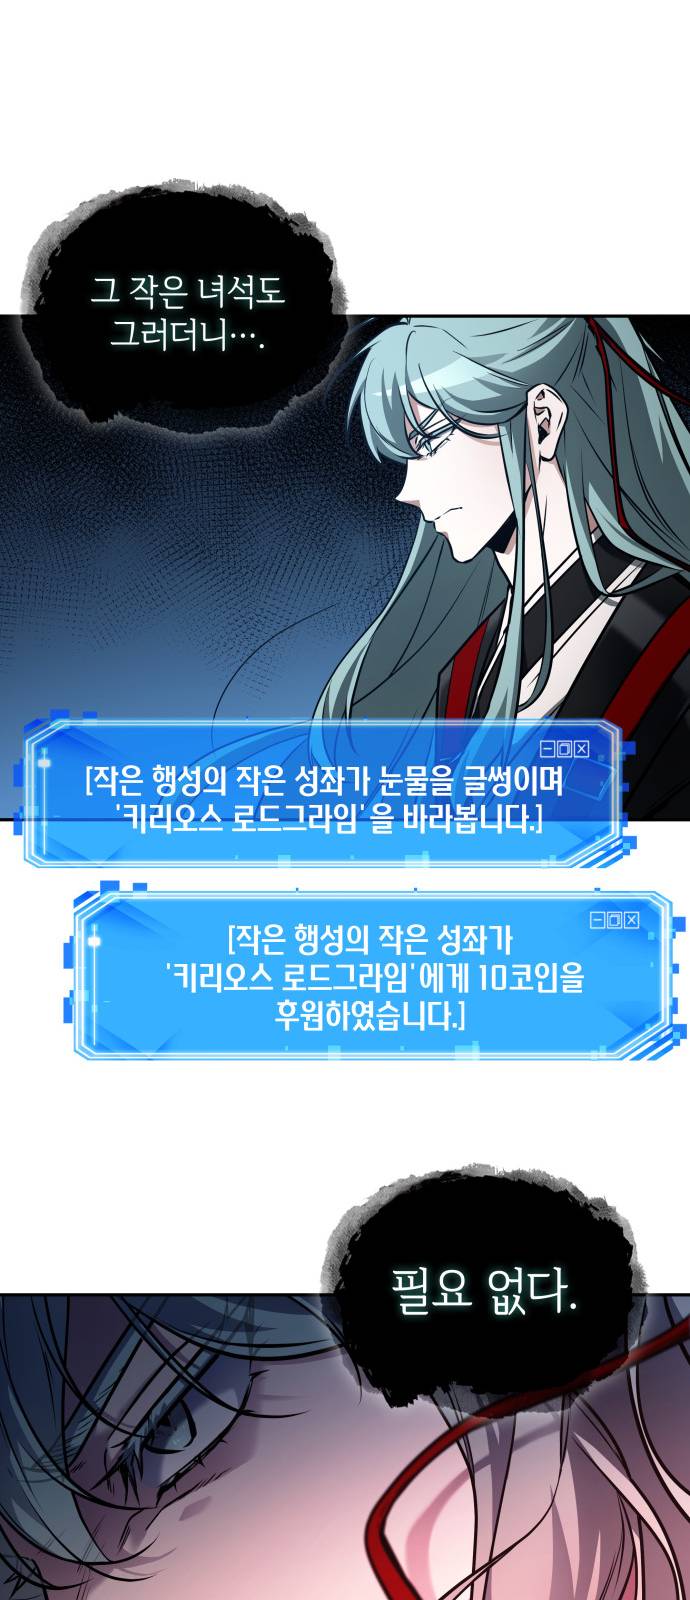 그 작은 녀석도
그러더니….
[작은 행성의 작은 성좌가 눈물을 글썽이며
'키리오스 로드그라임'을 바라봅니다.]
[작은 행성의 작은 성좌가
'키리오스 로드그라임'에게 10코인을
후원하였습니다.]
필요 없다.